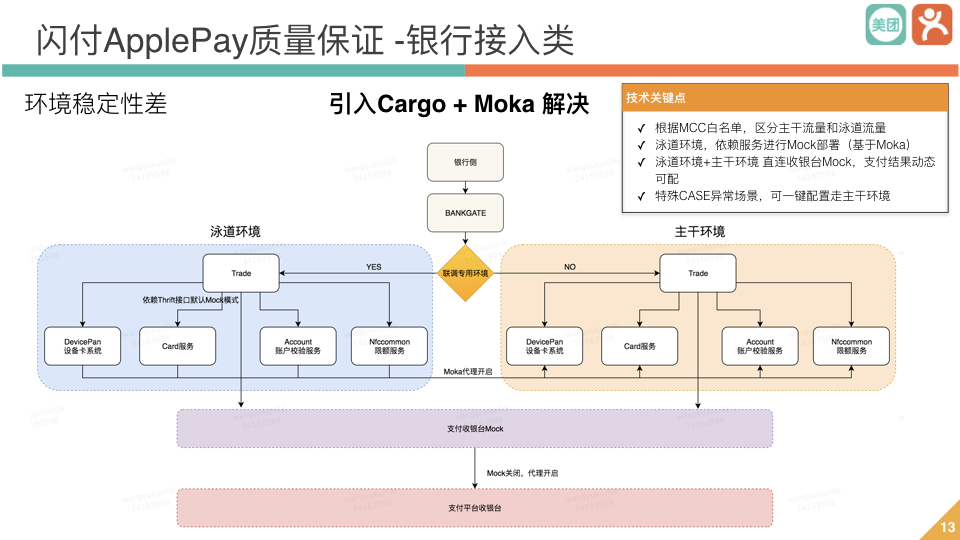 闪付ApplePay质量保证 -银行接入类
美团
环境稳定性差
引入Cargo + Moka 解决
技术关键点
✓ 根据MCC白名单，区分主干流量和泳道流量
✓ 泳道环境，依赖服务进行Mock部署（基于Moka）
✓ 泳道环境+主干环境 直连收银台Mock，支付结果动态
可配
✓ 特殊CASE异常场景，可一键配置走主干环境
银行侧
BANKGATE
泳道环境
主干环境
Trade
YES
联调专用环境
NO
Trade
依赖Thrift接口默认Mock模式
DevicePan
设备卡系统
Card服务
Account
账户校验服务
Nfccommon
限额服务
DevicePan
设备卡系统
Card服务
Account
账户校验服务
Nfccommon
限额服务
Moka代理开启
支付收银台Mock
Mock关闭，代理开启
支付平台收银台
13